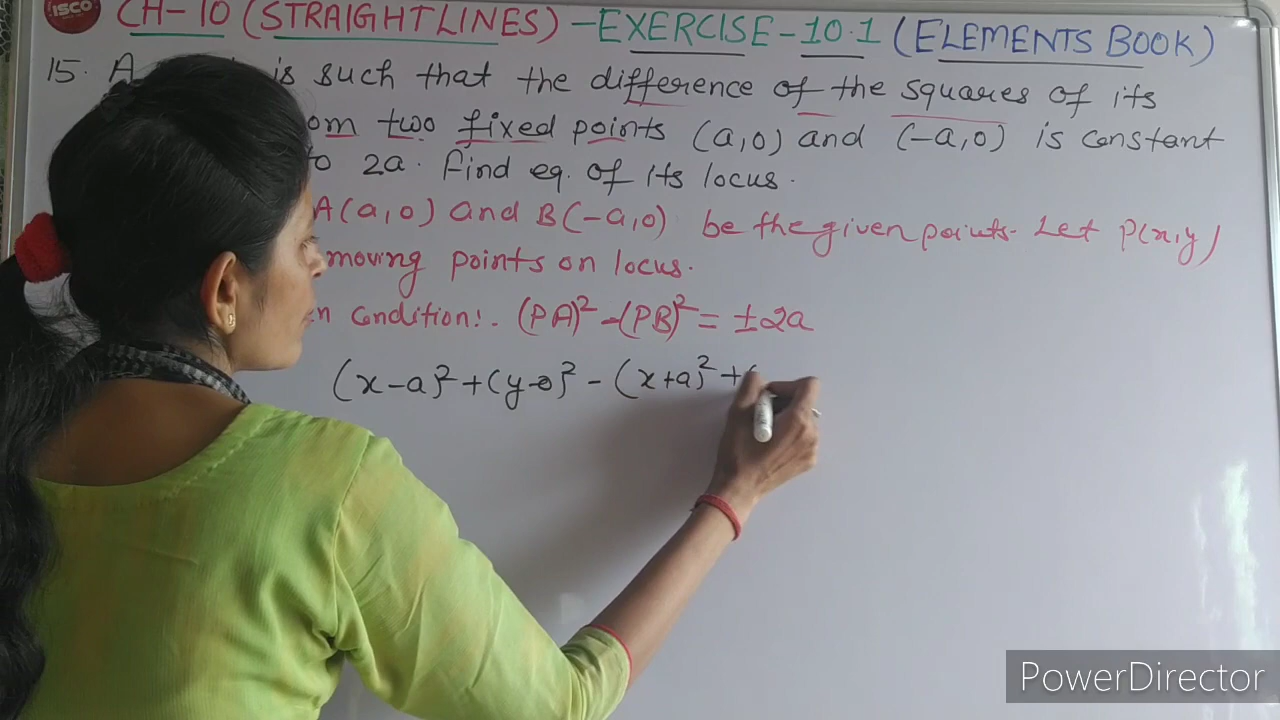 ISCO
CH-10 (STRAIGHT LINES) - EXERCISE-10.1 (ELEMENTS BOOK)
15. A is such that the difference of the squares of its
om two fixed points (a,0) and (-a,0) is constant
to 2a. find eq. of its locus.
A(a,0) and B(-a,0) be the given points. Let P(x,y)
moving points on locus.
n condition:- (PA)² - (PB)² = ±2a
(x-a)² + (y-0)² - (x+a)² + (
PowerDirector